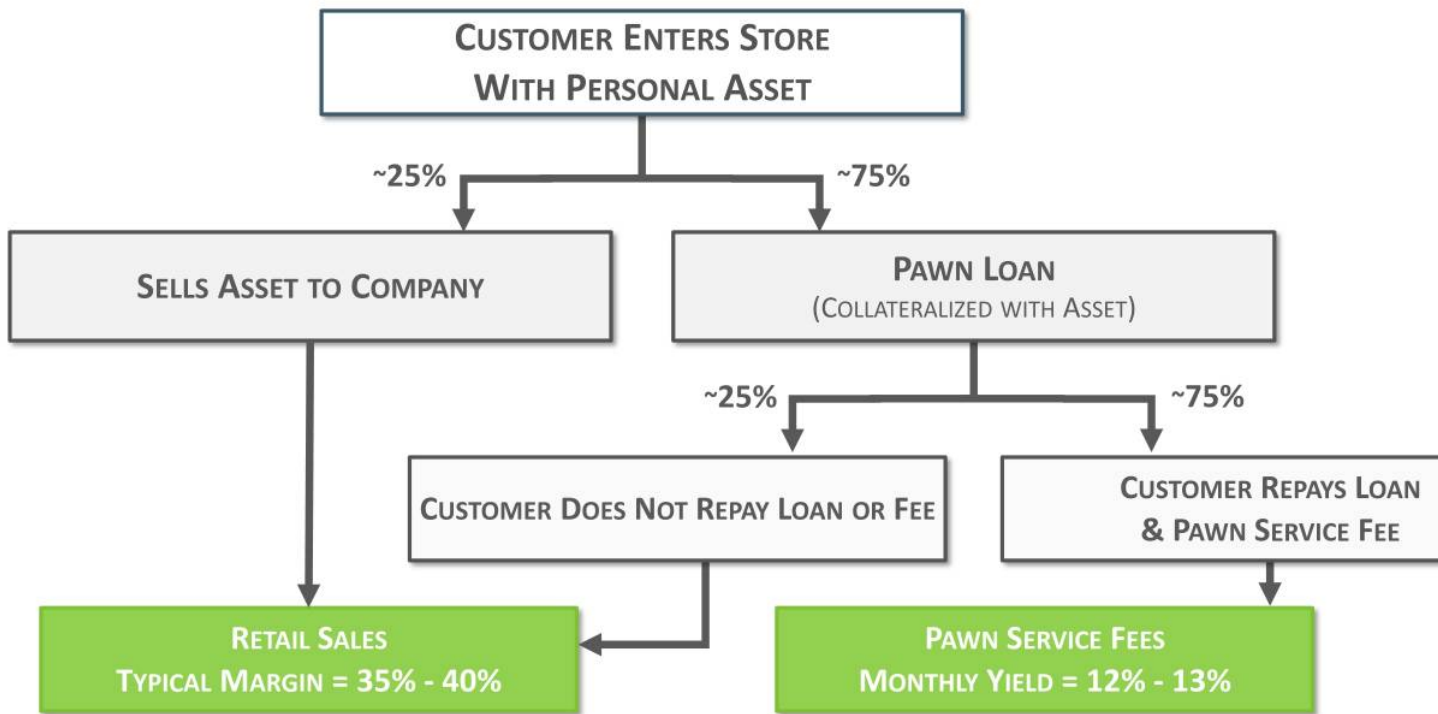 CUSTOMER ENTERS STORE
WITH PERSONAL ASSET
~25%
~75%
SELLS ASSET TO COMPANY
PAWN LOAN
(COLLATERALIZED WITH ASSET)
~25%
~75%
CUSTOMER DOES NOT REPAY LOAN OR FEE
CUSTOMER REPAYS LOAN
& PAWN SERVICE FEE
RETAIL SALES
TYPICAL MARGIN = 35% - 40%
PAWN SERVICE FEES
MONTHLY YIELD = 12% - 13%